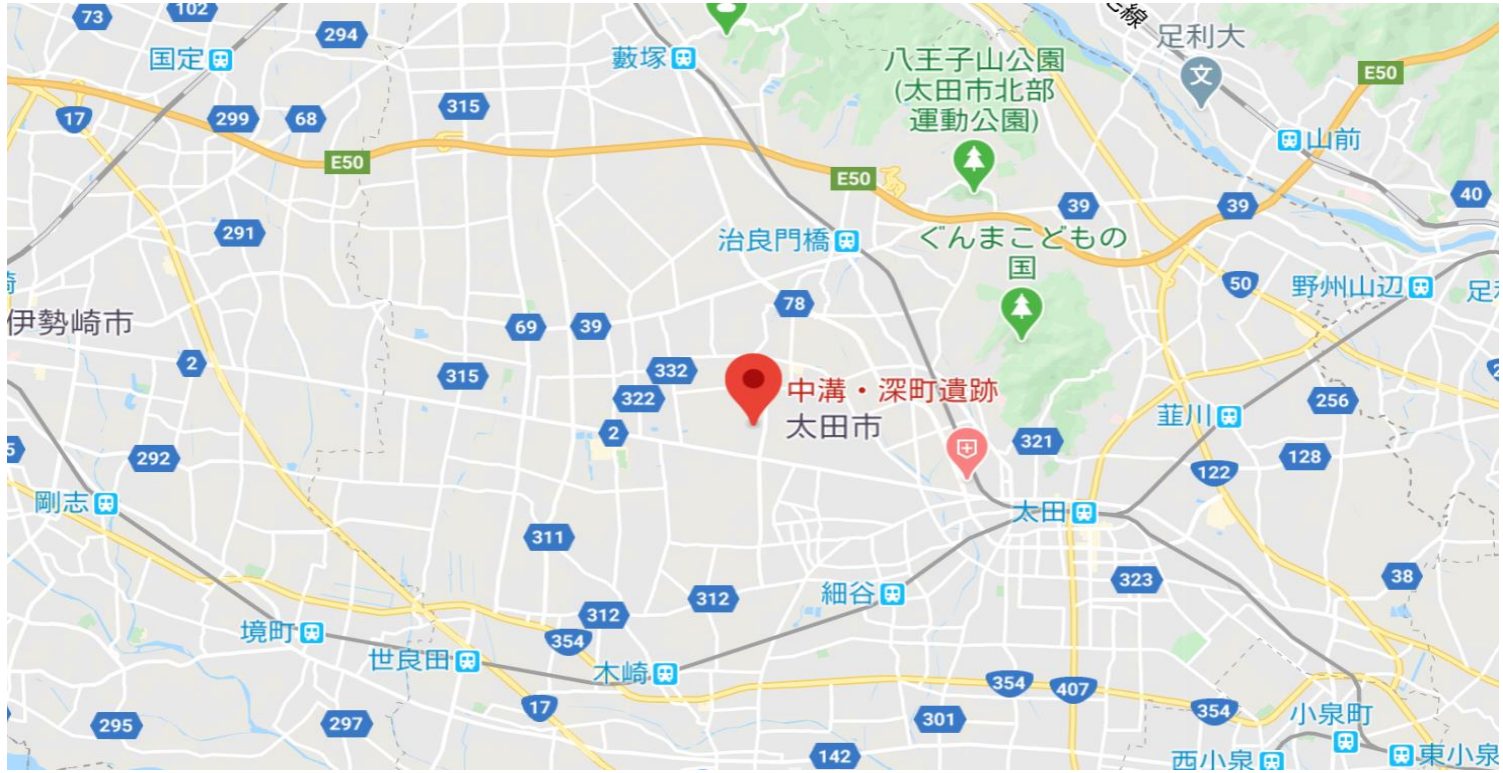 73
102
294
国定
藪塚
八王子山公園
(太田市北部
運動公園)
足利大
E50
17
299
68
315
E50
E50
山前
291
39
39
40
治良門橋
ぐんまこどもの
国
50
野州山辺
伊勢崎市
78
69
39
2
315
332
322
2
中溝・深町遺跡
太田市
321
韮川
256
292
122
128
剛志
太田
311
323
38
312
312
細谷
境町
354
世良田
木崎
17
354
407
354
295
297
301
小泉町
142
西小泉
東小泉